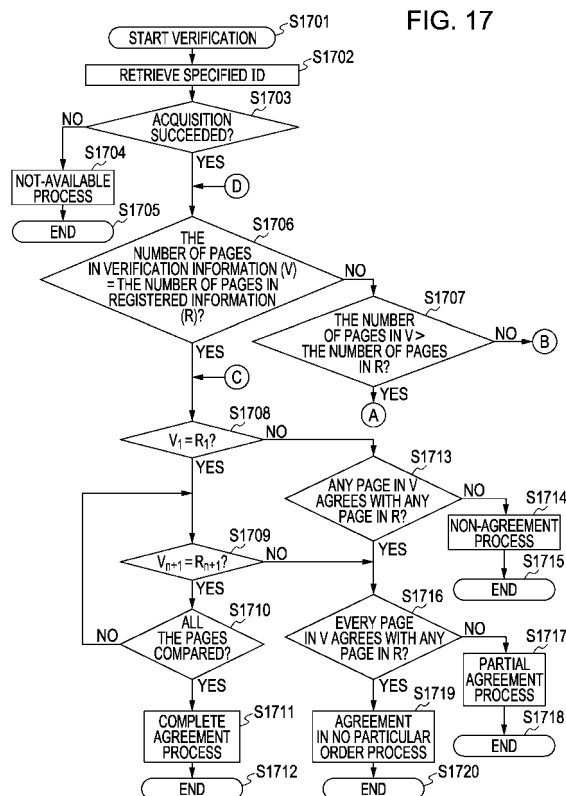 FIG. 17
S1701
START VERIFICATION
S1702
RETRIEVE SPECIFIED ID
S1703
ACQUISITION
SUCCEEDED?
NO
YES
S1704
NOT-AVAILABLE
PROCESS
S1705
END
D
S1706
THE
NUMBER OF PAGES
IN VERIFICATION INFORMATION (V)
= THE NUMBER OF PAGES IN
REGISTERED INFORMATION
(R)?
NO
YES
S1707
THE NUMBER
OF PAGES IN V >
THE NUMBER OF PAGES
IN R?
NO
B
YES
A
C
S1708
V1 = R1?
NO
YES
S1713
ANY PAGE IN V
AGREES WITH ANY
PAGE IN R?
NO
YES
S1714
NON-AGREEMENT
PROCESS
S1715
END
S1709
Vn+1 = Rn+1?
NO
YES
S1710
ALL
THE PAGES
COMPARED?
NO
YES
S1716
EVERY PAGE
IN V AGREES WITH ANY
PAGE IN R?
NO
YES
S1717
PARTIAL
AGREEMENT
PROCESS
S1718
END
S1711
COMPLETE
AGREEMENT
PROCESS
S1712
END
S1719
AGREEMENT
IN NO PARTICULAR
ORDER PROCESS
S1720
END